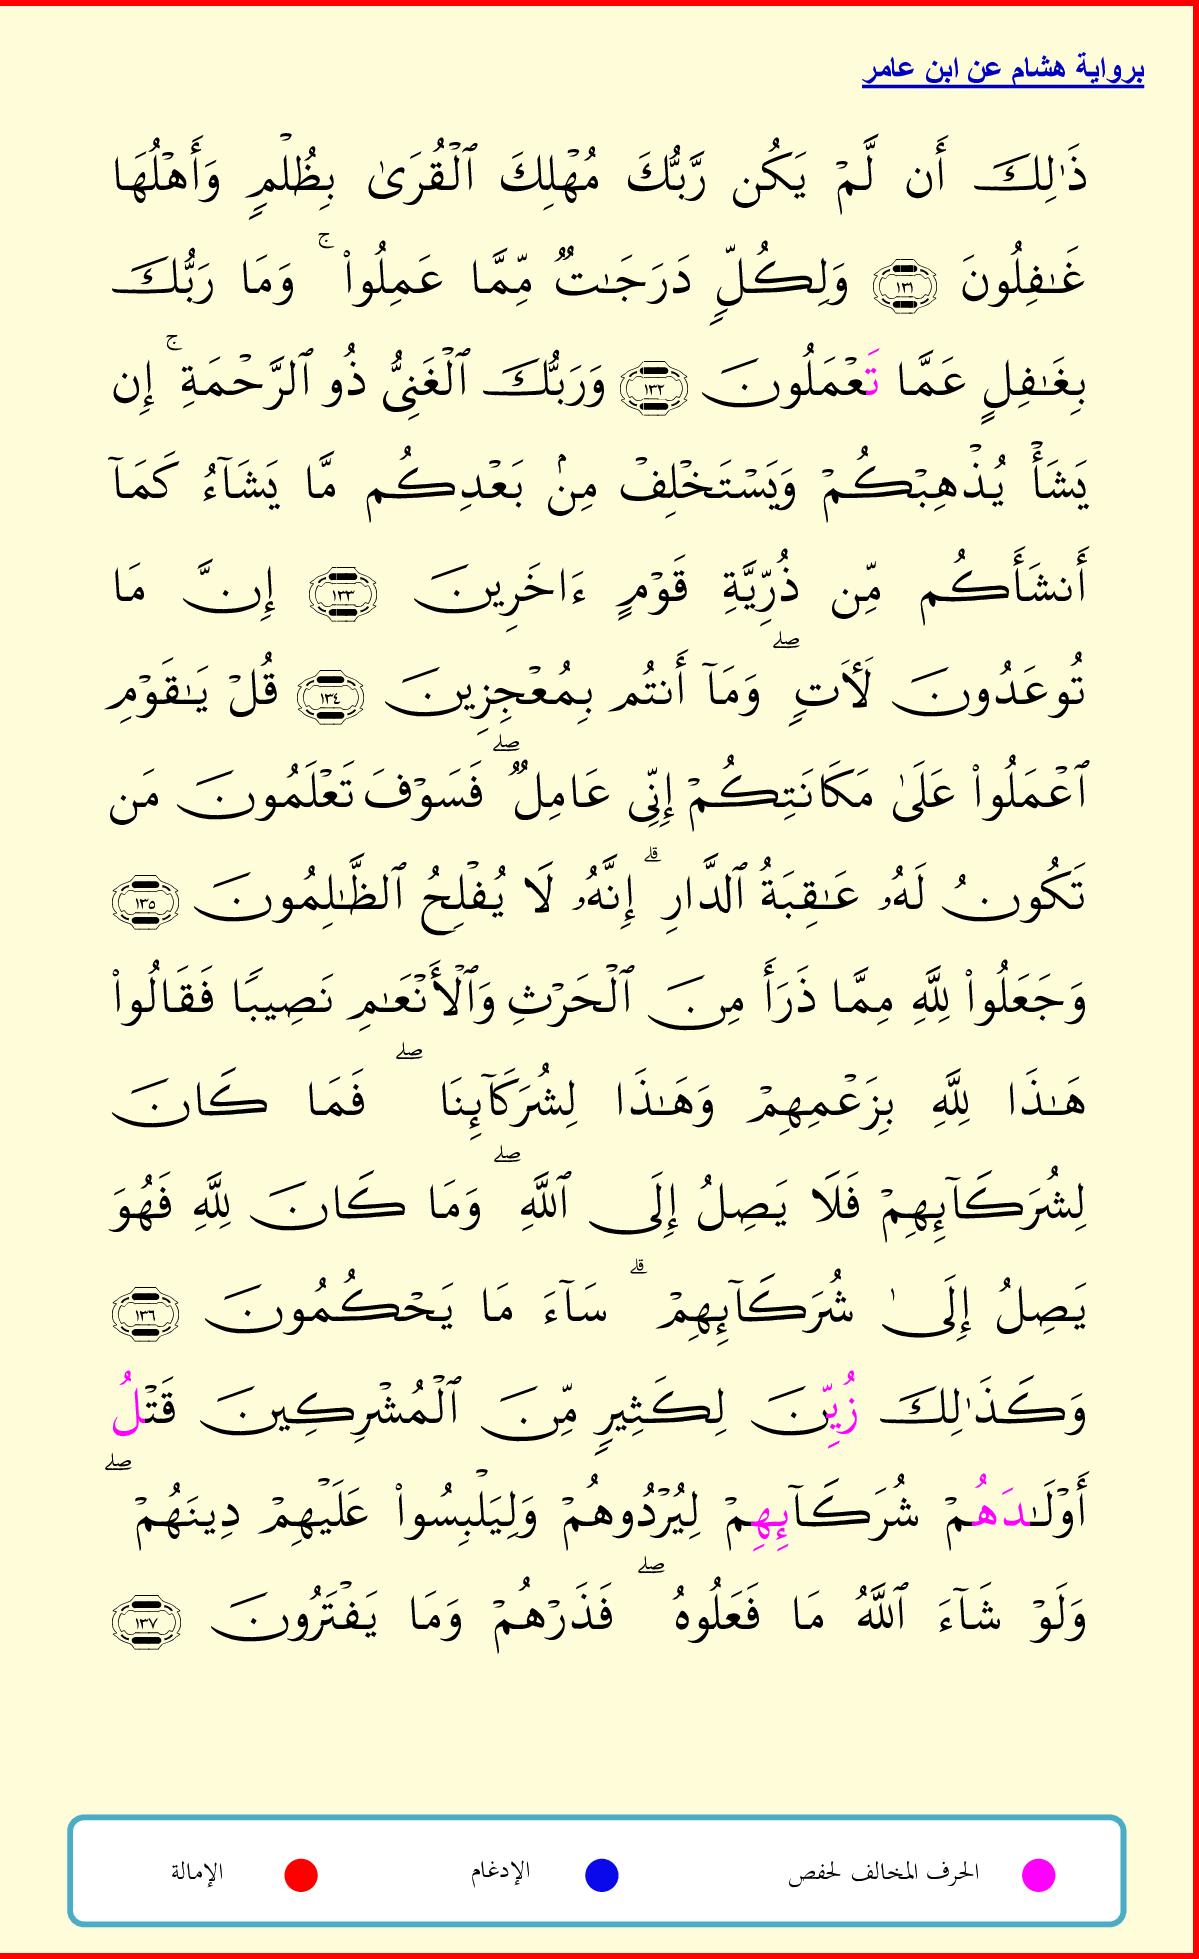 برواية هشام عن ابن عامر
ذَٰلِكَ أَن لَّمۡ يَكُن رَّبُّكَ مُهۡلِكَ ٱلۡقُرَىٰ بِظُلۡمٍ وَأَهۡلُهَا
غَٰفِلُونَ ١٣١ وَلِكُلّٖ دَرَجَٰتٞ مِّمَّا عَمِلُواْۚ وَمَا رَبُّكَ
بِغَٰفِلٍ عَمَّا تَعۡمَلُونَ ١٣٢ وَرَبُّكَ ٱلۡغَنِيُّ ذُو ٱلرَّحۡمَةِۚ إِن
يَشَأۡ يُذۡهِبۡكُمۡ وَيَسۡتَخۡلِفۡ مِنۢ بَعۡدِكُم مَّا يَشَآءُ كَمَآ
أَنشَأَكُم مِّن ذُرِّيَّةِ قَوۡمٍ ءَاخَرِينَ ١٣٣ إِنَّ مَا
تُوعَدُونَ لَأٓتٖۖ وَمَآ أَنتُم بِمُعۡجِزِينَ ١٣٤ قُلۡ يَٰقَوۡمِ
ٱعۡمَلُواْ عَلَىٰ مَكَانَتِكُمۡ إِنِّي عَامِلٞۖ فَسَوۡفَ تَعۡلَمُونَ مَن
تَكُونُ لَهُۥ عَٰقِبَةُ ٱلدَّارِۗ إِنَّهُۥ لَا يُفۡلِحُ ٱلظَّٰلِمُونَ ١٣٥
وَجَعَلُواْ لِلَّهِ مِمَّا ذَرَأَ مِنَ ٱلۡحَرۡثِ وَٱلۡأَنۡعَٰمِ نَصِيبٗا فَقَالُواْ
هَٰذَا لِلَّهِ بِزَعۡمِهِمۡ وَهَٰذَا لِشُرَكَآئِنَاۖ فَمَا كَانَ
لِشُرَكَآئِهِمۡ فَلَا يَصِلُ إِلَى ٱللَّهِۖ وَمَا كَانَ لِلَّهِ فَهُوَ
يَصِلُ إِلَىٰ شُرَكَآئِهِمۡۗ سَآءَ مَا يَحۡكُمُونَ ١٣٦
وَكَذَٰلِكَ زُيِّنَ لِكَثِيرٖ مِّنَ ٱلۡمُشۡرِكِينَ قَتۡلُ
أَوۡلَٰدَهُمۡ شُرَكَآئِهِمۡ لِيُرۡدُوهُمۡ وَلِيَلۡبِسُواْ عَلَيۡهِمۡ دِينَهُمۡۖ
وَلَوۡ شَآءَ ٱللَّهُ مَا فَعَلُوهُۖ فَذَرۡهُمۡ وَمَا يَفۡتَرُونَ ١٣٧
الحرف المخالف لحفص الإدغام الإمالة